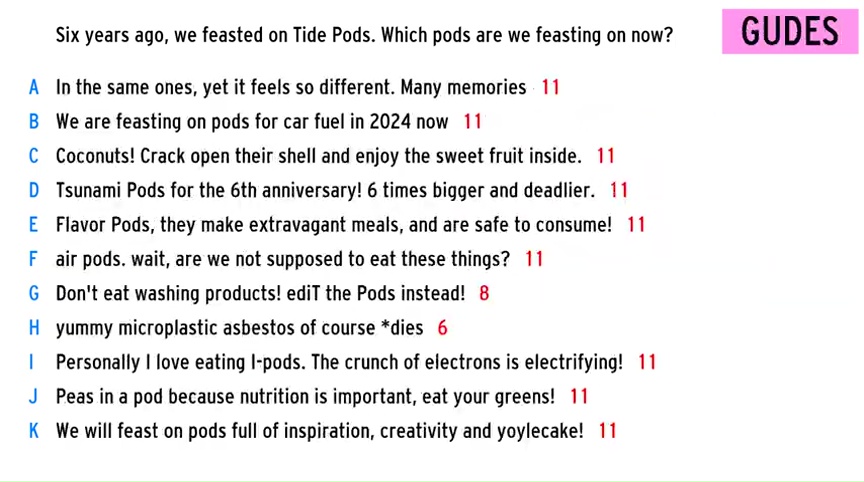 Six years ago, we feasted on Tide Pods. Which pods are we feasting on now?
GUDES
A In the same ones, yet it feels so different. Many memories 11
B We are feasting on pods for car fuel in 2024 now 11
C Coconuts! Crack open their shell and enjoy the sweet fruit inside. 11
D Tsunami Pods for the 6th anniversary! 6 times bigger and deadlier. 11
E Flavor Pods, they make extravagant meals, and are safe to consume! 11
F air pods. wait, are we not supposed to eat these things? 11
G Don't eat washing products! ediT the Pods instead! 8
H yummy microplastic asbestos of course *dies 6
I Personally I love eating I-pods. The crunch of electrons is electrifying! 11
J Peas in a pod because nutrition is important, eat your greens! 11
K We will feast on pods full of inspiration, creativity and yoylecake! 11